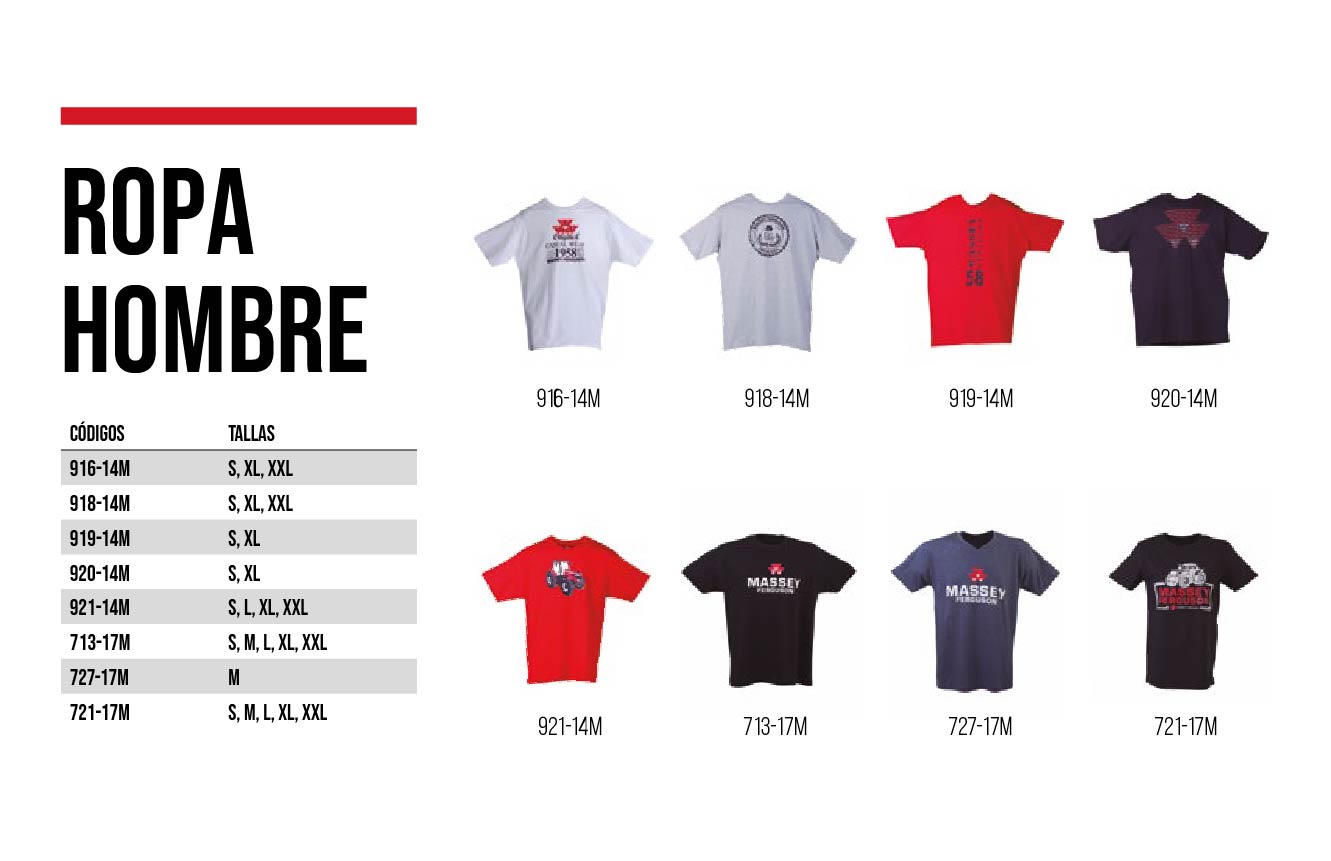 ROPA
HOMBRE
CÓDIGOS TALLAS
916-14M S, XL, XXL
918-14M S, XL, XXL
919-14M S, XL
920-14M S, XL
921-14M S, L, XL, XXL
713-17M S, M, L, XL, XXL
727-17M M
721-17M S, M, L, XL, XXL
1958
58
916-14M
918-14M
919-14M
920-14M
MASSEY
FERGUSON
MASSEY
FERGUSON
MASSEY
FERGUSON
921-14M
713-17M
727-17M
721-17M